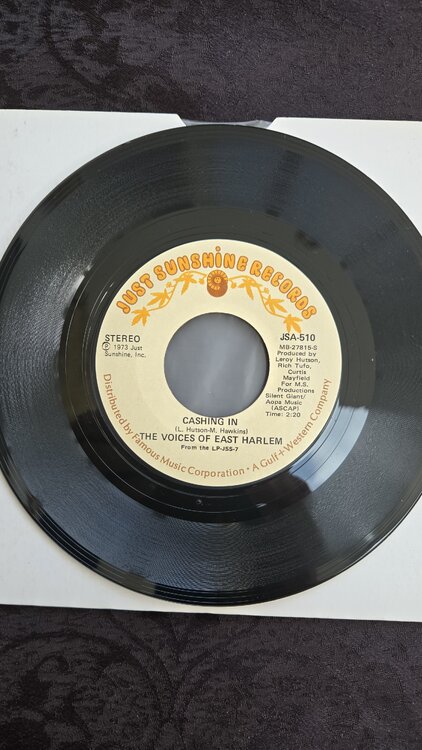 JUST SUNSHINE RECORDS
STEREO
Ⓟ 1973 Just
Sunshine, Inc.
JSA-510
MB-27815-S
Produced by
Leroy Hutson,
Rich Tufo,
Curtis
Mayfield
For M.S.
Productions
Silent Giant/
Aopa Music
(ASCAP)
Time: 2:20
CASHING IN
(L. Hutson-M. Hawkins)
THE VOICES OF EAST HARLEM
From the LP-JSS-7
Distributed by Famous Music Corporation • A Gulf+Western Company